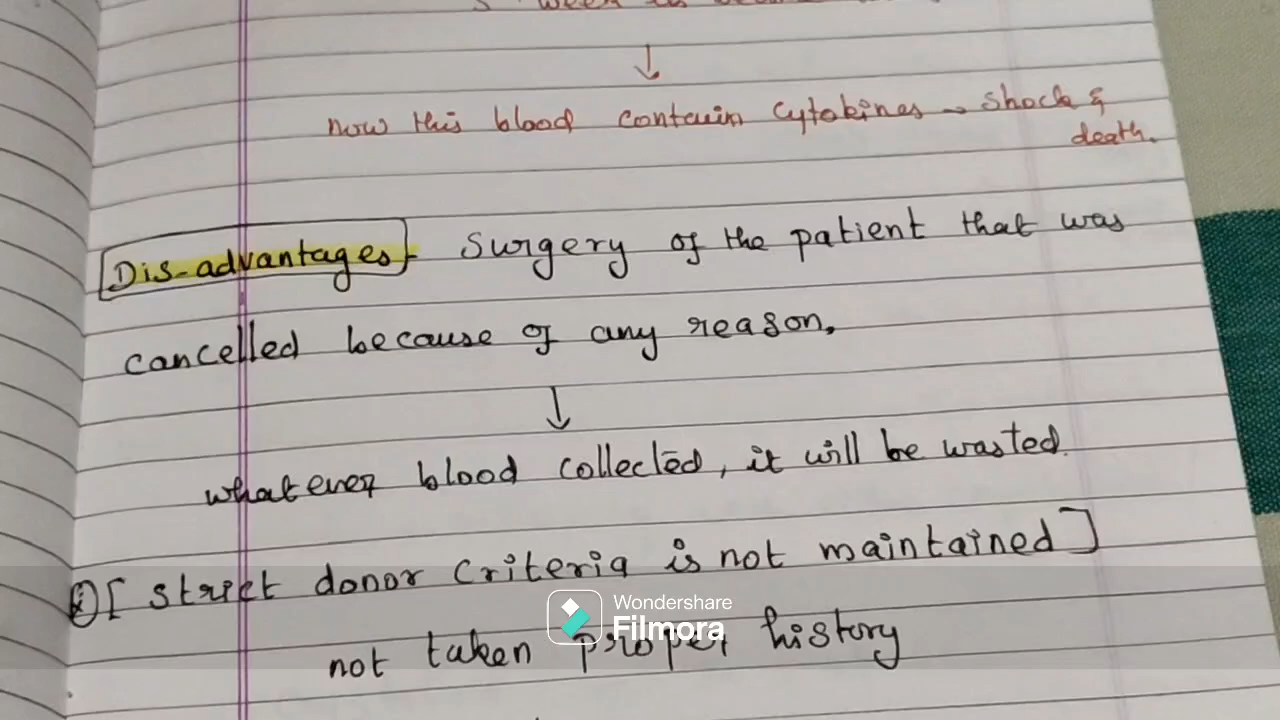 ↓
now this blood contain cytokines → shock &
death.
Dis-advantages Surgery of the patient that was
cancelled because of any reason,
↓
whatever blood collected, it will be wasted.
[ strict donor criteria is not maintained ]
not taken proper history
Wondershare
Filmora